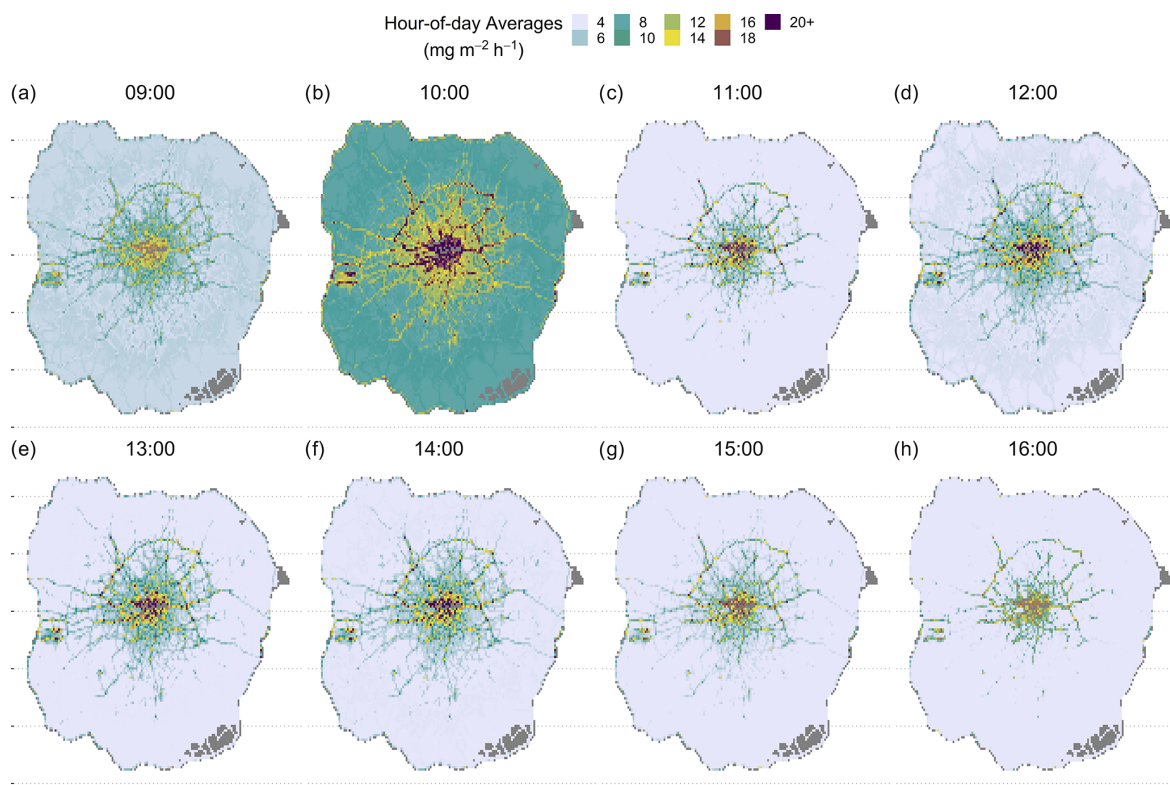 Hour-of-day Averages
(mg m⁻² h⁻¹)
4 8 12 16 20+
6 10 14 18
(a) 09:00 (b) 10:00 (c) 11:00 (d) 12:00
(e) 13:00 (f) 14:00 (g) 15:00 (h) 16:00